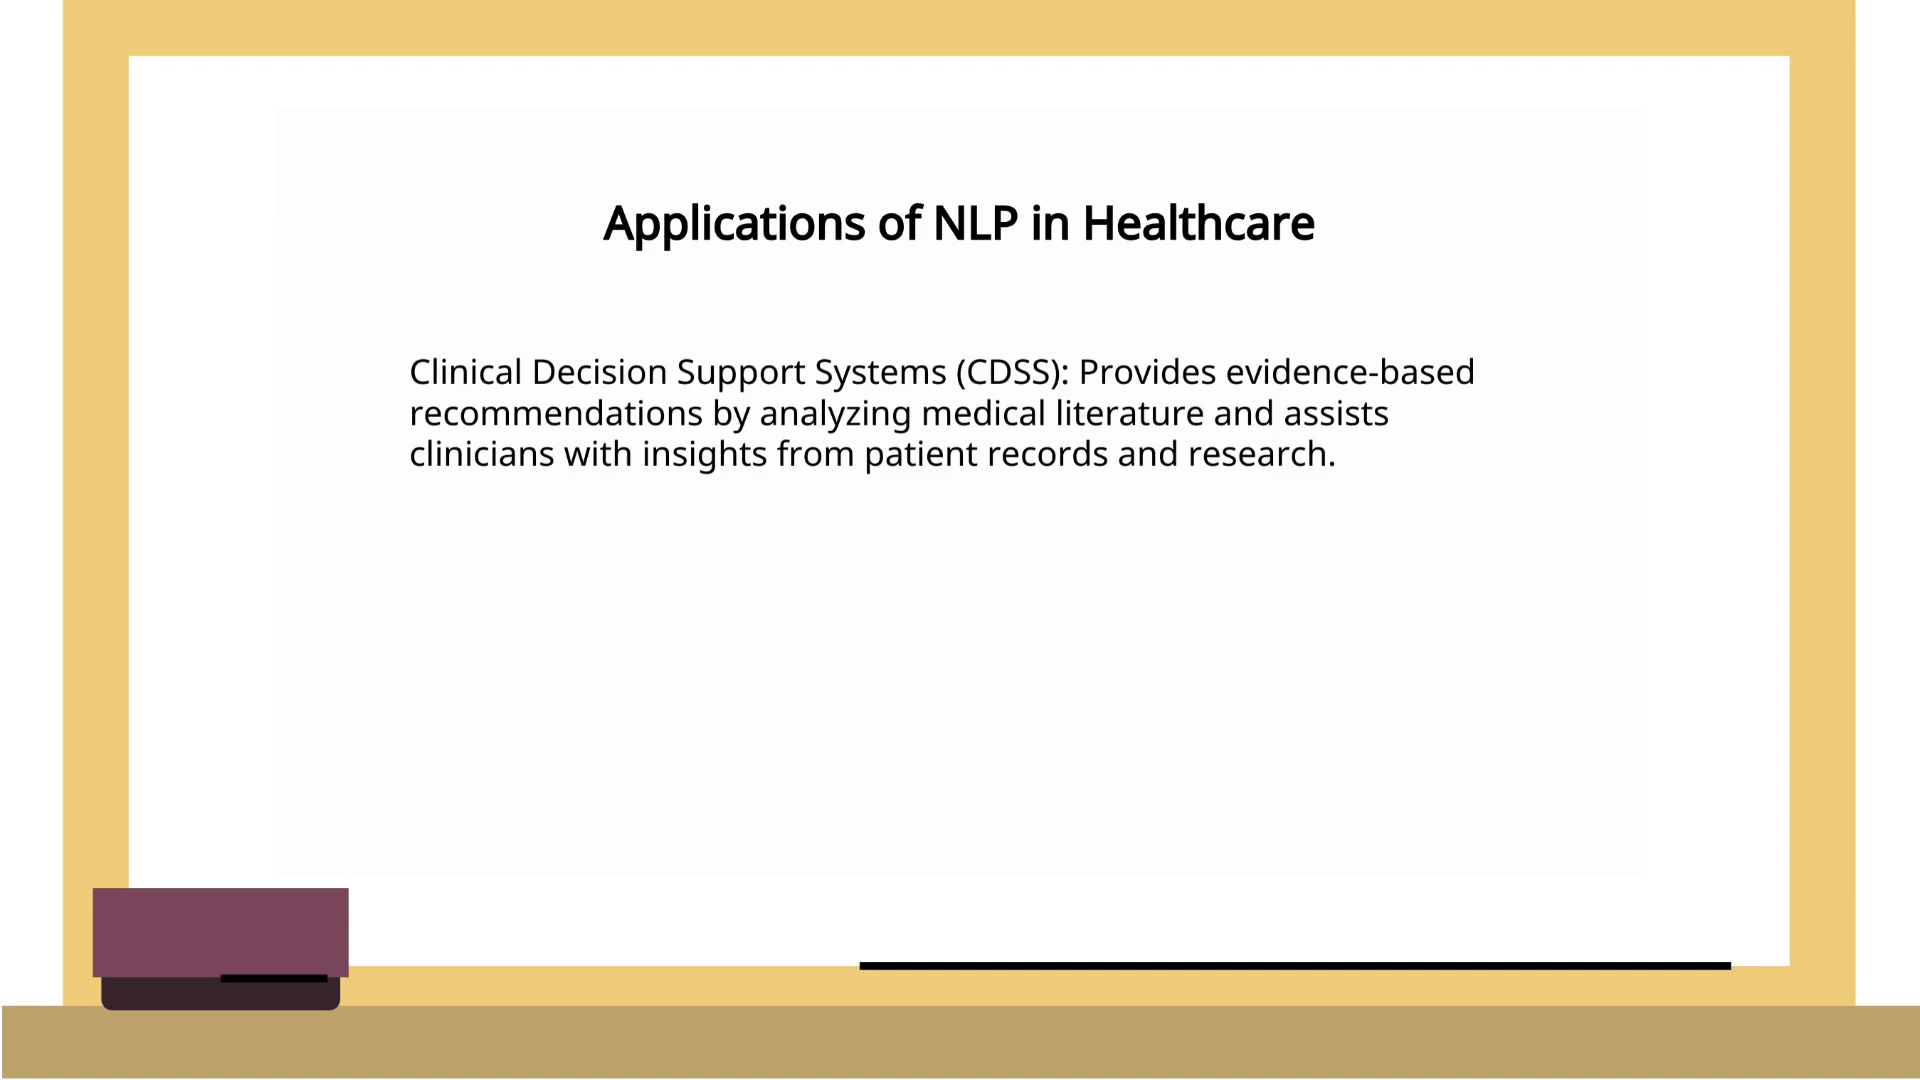 Applications of NLP in Healthcare
Clinical Decision Support Systems (CDSS): Provides evidence-based
recommendations by analyzing medical literature and assists
clinicians with insights from patient records and research.